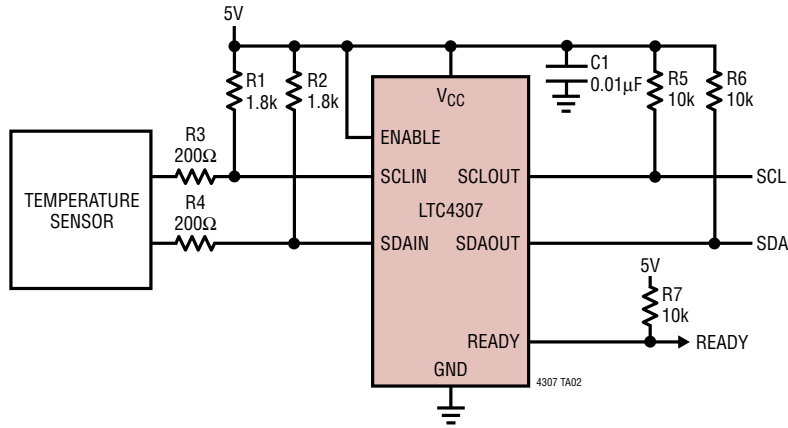 5V
R1
1.8k
R2
1.8k
C1
0.01µF
R5
10k
R6
10k
VCC
ENABLE
R3
200Ω
SCLIN
SCLOUT
SCL
TEMPERATURE
SENSOR
LTC4307
R4
200Ω
SDAIN
SDAOUT
SDA
5V
R7
10k
READY
READY
GND
4307 TA02